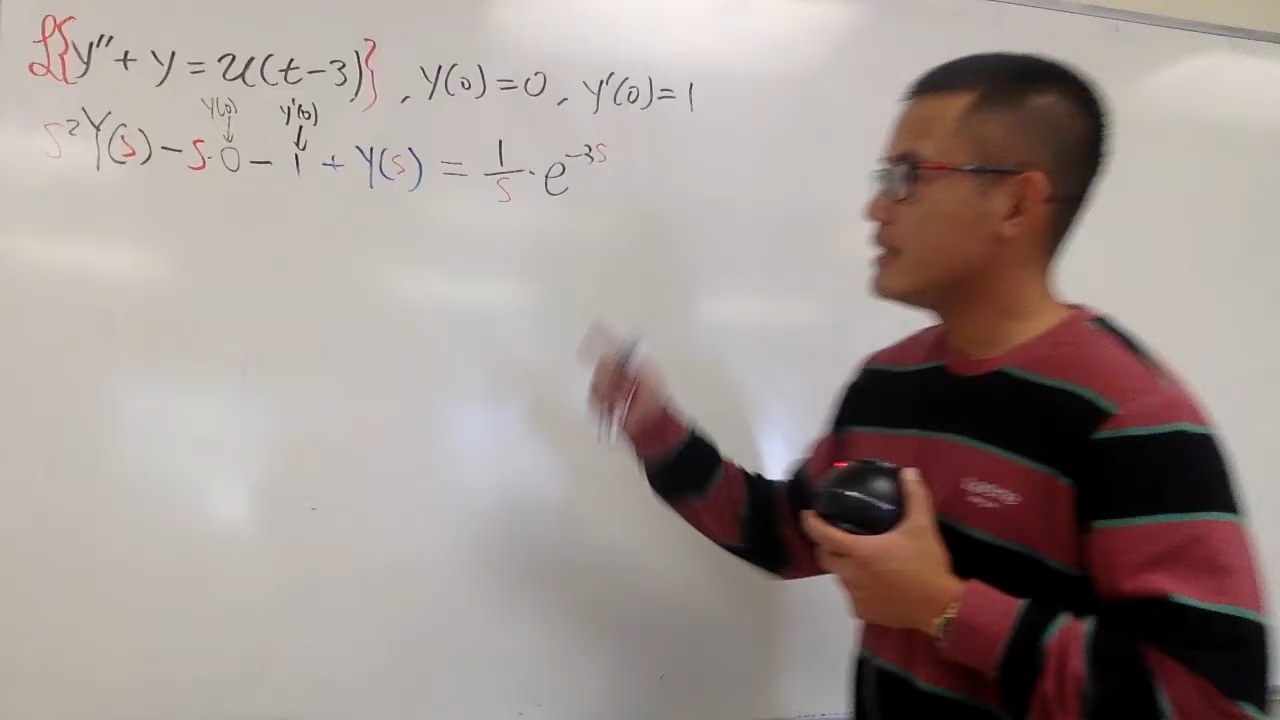 ℒ{y'' + y = u(t-3)}, y(0) = 0, y'(0) = 1
y(0) y'(0)
s²Y(s) - s·0 - 1 + Y(s) = 1/s · e^(-3s)